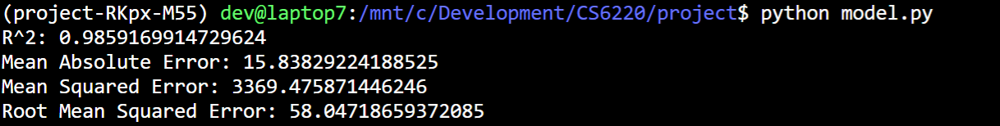 (project-RKpx-M55) dev@laptop7:/mnt/c/Development/CS6220/project$ python model.py
R^2: 0.9859169914729624
Mean Absolute Error: 15.83829224188525
Mean Squared Error: 3369.475871446246
Root Mean Squared Error: 58.04718659372085